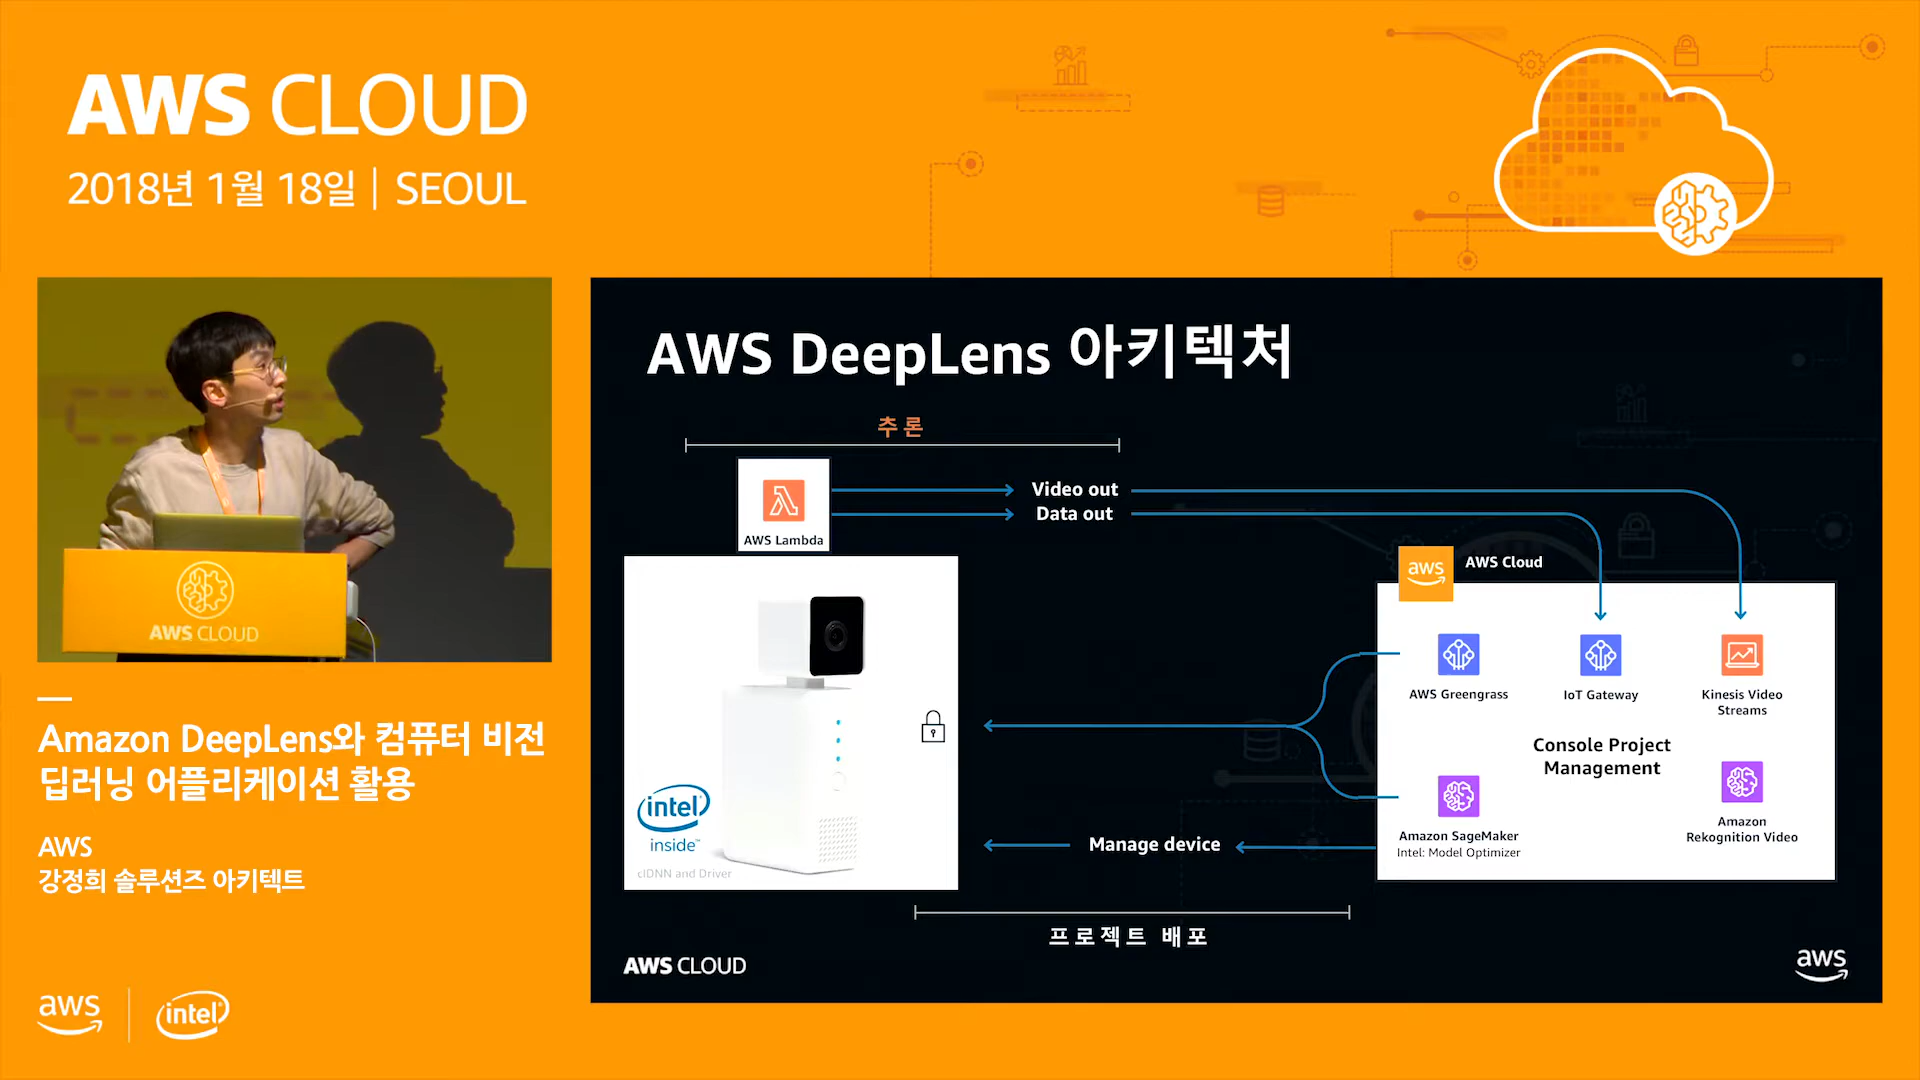 AWS CLOUD
2018년 1월 18일 | SEOUL
AWS CLOUD
Amazon DeepLens와 컴퓨터 비전
딥러닝 어플리케이션 활용
AWS
강정희 솔루션즈 아키텍트
aws
intel
AWS DeepLens 아키텍처
추론
AWS Lambda
Video out
Data out
aws
AWS Cloud
AWS Greengrass
IoT Gateway
Kinesis Video
Streams
Console Project
Management
Amazon SageMaker
Intel: Model Optimizer
Amazon
Rekognition Video
intel
inside™
clDNN and Driver
Manage device
프로젝트 배포
AWS CLOUD
aws